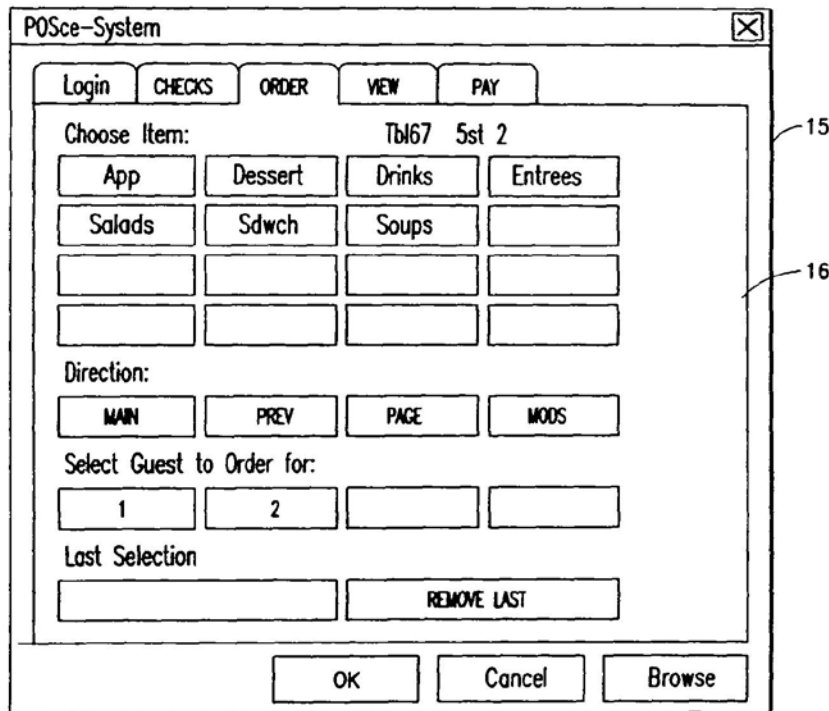 POSce-System
Login CHECKS ORDER VIEW PAY
15
Choose Item: Tbl67 5st 2
App Dessert Drinks Entrees
Salads Sdwch Soups
16
Direction:
MAIN PREV PAGE MODS
Select Guest to Order for:
1 2
Last Selection
REMOVE LAST
OK Cancel Browse